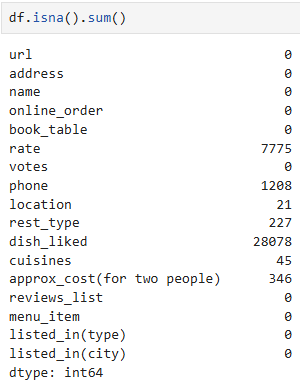 df.isna().sum()
url 0
address 0
name 0
online_order 0
book_table 0
rate 7775
votes 0
phone 1208
location 21
rest_type 227
dish_liked 28078
cuisines 45
approx_cost(for two people) 346
reviews_list 0
menu_item 0
listed_in(type) 0
listed_in(city) 0
dtype: int64